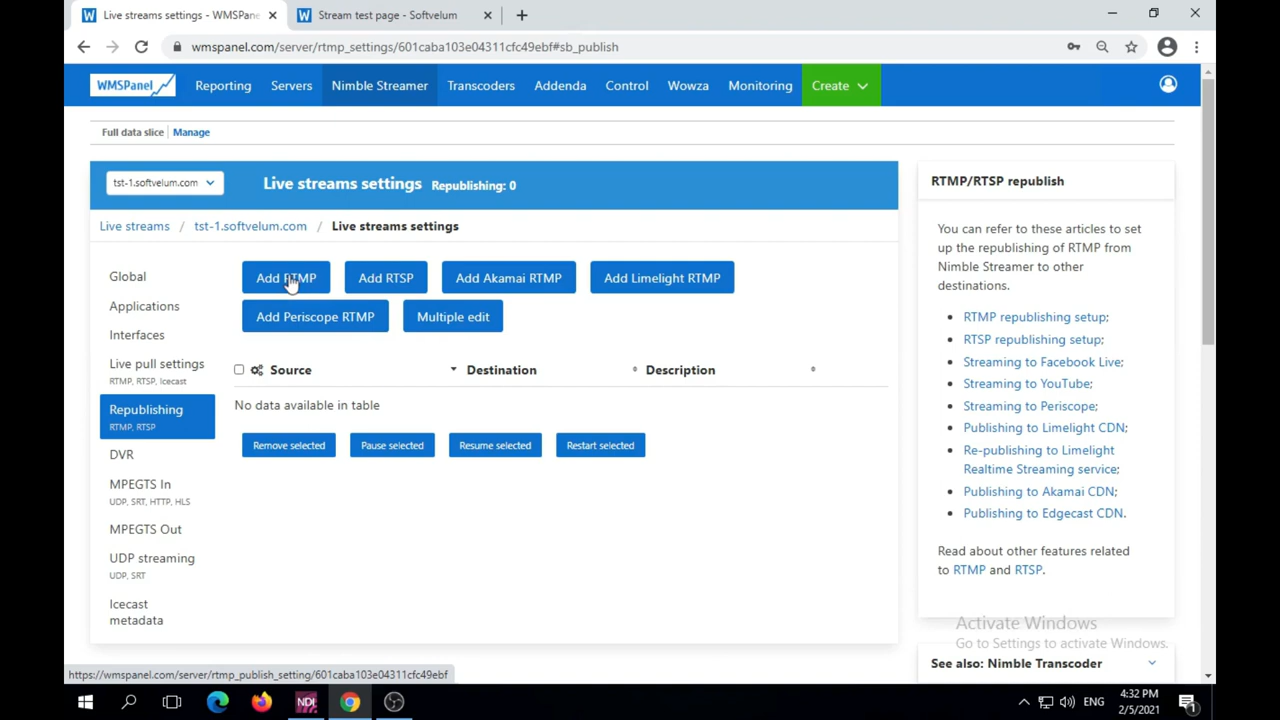 Live streams settings - WMSPane
Stream test page - Softvelum
wmspanel.com/server/rtmp_settings/601caba103e04311cfc49ebf#sb_publish
WMSPANEL
Reporting
Servers
Nimble Streamer
Transcoders
Addenda
Control
Wowza
Monitoring
Create
Full data slice
Manage
tst-1.softvelum.com
Live streams settings
Republishing: 0
Live streams / tst-1.softvelum.com / Live streams settings
Global
Applications
Interfaces
Live pull settings
RTMP, RTSP, Icecast
Republishing
RTMP, RTSP
DVR
MPEGTS In
UDP, SRT, HTTP, HLS
MPEGTS Out
UDP streaming
UDP, SRT
Icecast
metadata
Add RTMP
Add RTSP
Add Akamai RTMP
Add Limelight RTMP
Add Periscope RTMP
Multiple edit
Source
Destination
Description
No data available in table
Remove selected
Pause selected
Resume selected
Restart selected
RTMP/RTSP republish
You can refer to these articles to set
up the republishing of RTMP from
Nimble Streamer to other
destinations.
RTMP republishing setup;
RTSP republishing setup;
Streaming to Facebook Live;
Streaming to YouTube;
Streaming to Periscope;
Publishing to Limelight CDN;
Re-publishing to Limelight
Realtime Streaming service;
Publishing to Akamai CDN;
Publishing to Edgecast CDN.
Read about other features related
to RTMP and RTSP.
Activate Windows
Go to Settings to activate Windows.
See also: Nimble Transcoder
https://wmspanel.com/server/rtmp_publish_setting/601caba103e04311cfc49ebf
NDI
ENG
4:32 PM
2/5/2021
1